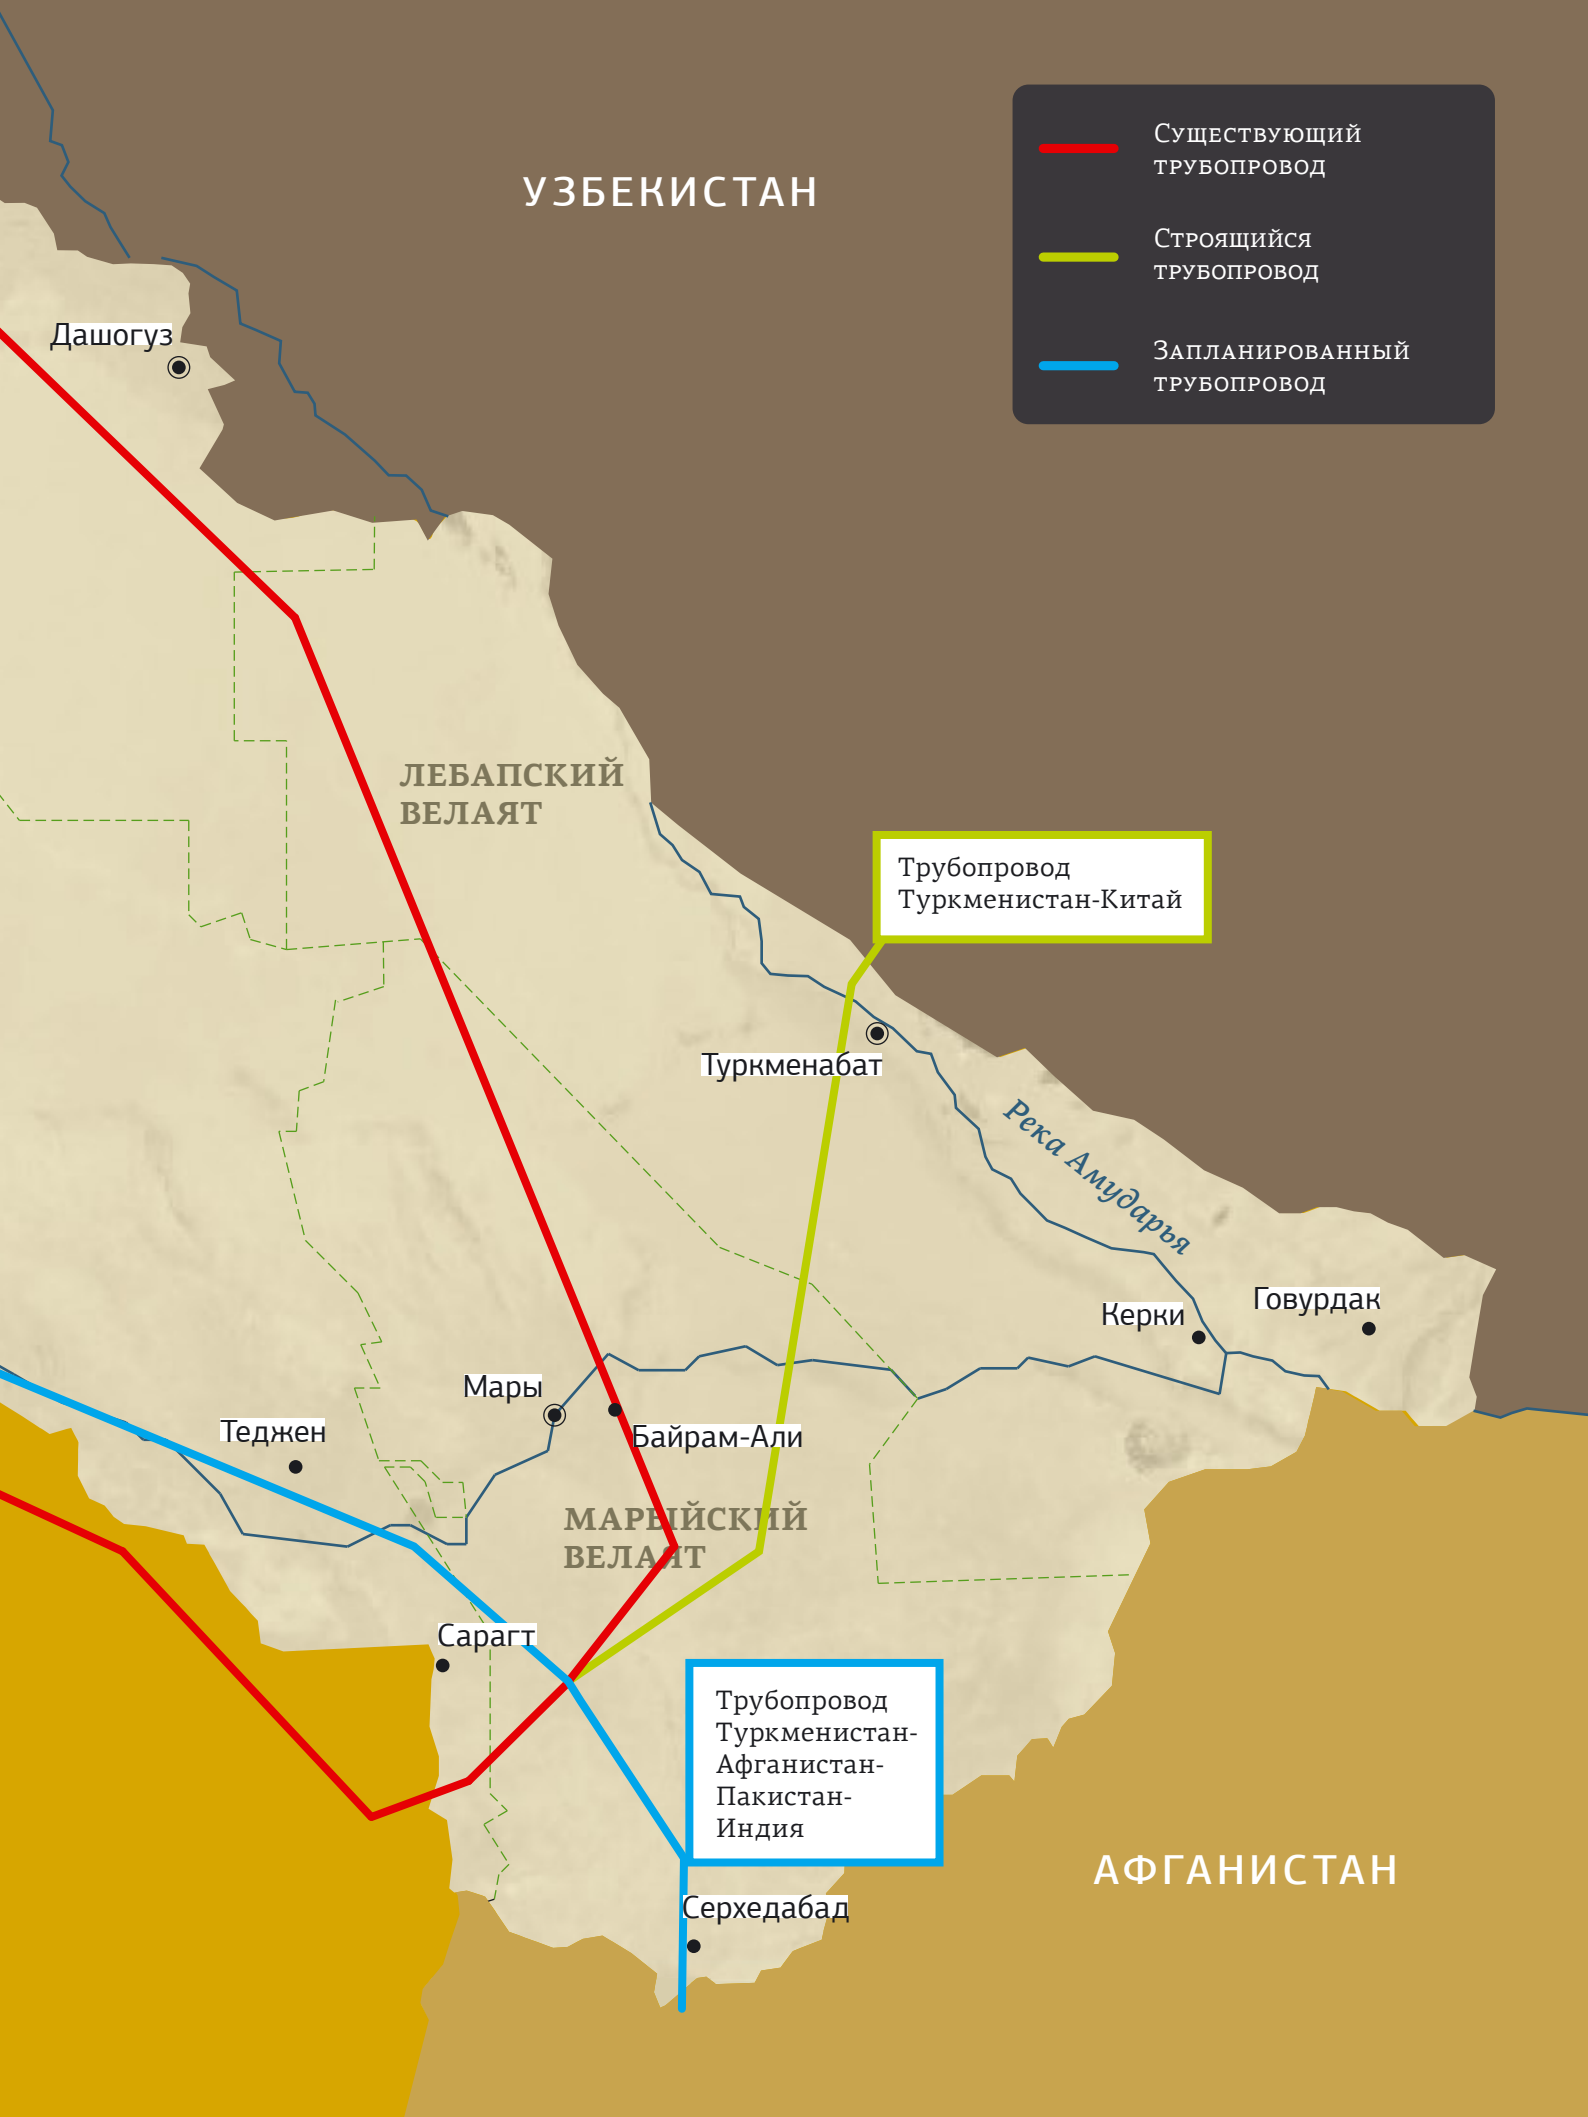 УЗБЕКИСТАН
Существующий
трубопровод
Строящийся
трубопровод
Запланированный
трубопровод
Дашогуз
ЛЕБАПСКИЙ
ВЕЛАЯТ
Трубопровод
Туркменистан-Китай
Туркменабат
Река Амударья
Говурдак
Керки
Мары
Теджен
Байрам-Али
МАРЫЙСКИЙ
ВЕЛАЯТ
Сарагт
Трубопровод
Туркменистан-
Афганистан-
Пакистан-
Индия
АФГАНИСТАН
Серхедабад